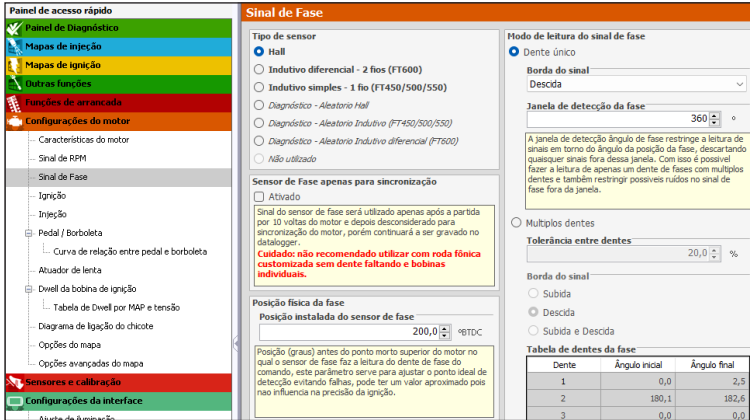 Painel de acesso rápido
Painel de Diagnóstico
Mapas de injeção
Mapas de ignição
Outras funções
Funções de arrancada
Configurações do motor
Características do motor
Sinal de RPM
Sinal de Fase
Ignição
Injeção
Pedal / Borboleta
Curva de relação entre pedal e borboleta
Atuador de lenta
Dwell da bobina de ignição
Tabela de Dwell por MAP e tensão
Diagrama de ligação do chicote
Opções do mapa
Opções avançadas do mapa
Sensores e calibração
Configurações da interface
Ajuste de iluminação
Sinal de Fase
Tipo de sensor
Hall
Indutivo diferencial - 2 fios (FT600)
Indutivo simples - 1 fio (FT450/500/550)
Diagnóstico - Aleatorio Hall
Diagnóstico - Aleatorio Indutivo (FT450/500/550)
Diagnóstico - Aleatorio Indutivo diferencial (FT600)
Não utilizado
Sensor de Fase apenas para sincronização
Ativado
Sinal do sensor de fase será utilizado apenas após a partida
por 10 voltas do motor e depois desconsiderado para
sincronização do motor, porém continuará a ser gravado no
datalogger.
Cuidado: não recomendado utilizar com roda fônica
customizada sem dente faltando e bobinas
individuais.
Posição física da fase
Posição instalada do sensor de fase
200,0 ºBTDC
Posição (graus) antes do ponto morto superior do motor no
qual o sensor de fase faz a leitura do dente de fase do
comando, este parâmetro serve para ajustar o ponto ideal de
detecção evitando falhas, pode ter um valor aproximado pois
nao influencia na precisão da ignição.
Modo de leitura do sinal de fase
Dente único
Borda do sinal
Descida
Janela de detecção da fase
360 º
A janela de detecção ângulo de fase restringe a leitura de
sinais em torno do ângulo da posição da fase, descartando
quaisquer sinais fora dessa janela. Com isso é possivel
fazer a leitura de apenas um dente de fases com multiplos
dentes e também restringir possiveis ruídos no sinal de
fase fora da janela.
Multiplos dentes
Tolerância entre dentes
20,0 %
Borda do sinal
Subida
Descida
Subida e Descida
Tabela de dentes da fase
Dente Ângulo inicial Ângulo final
1 0,0 2,5
2 180,1 182,6
3 0,0 0,0